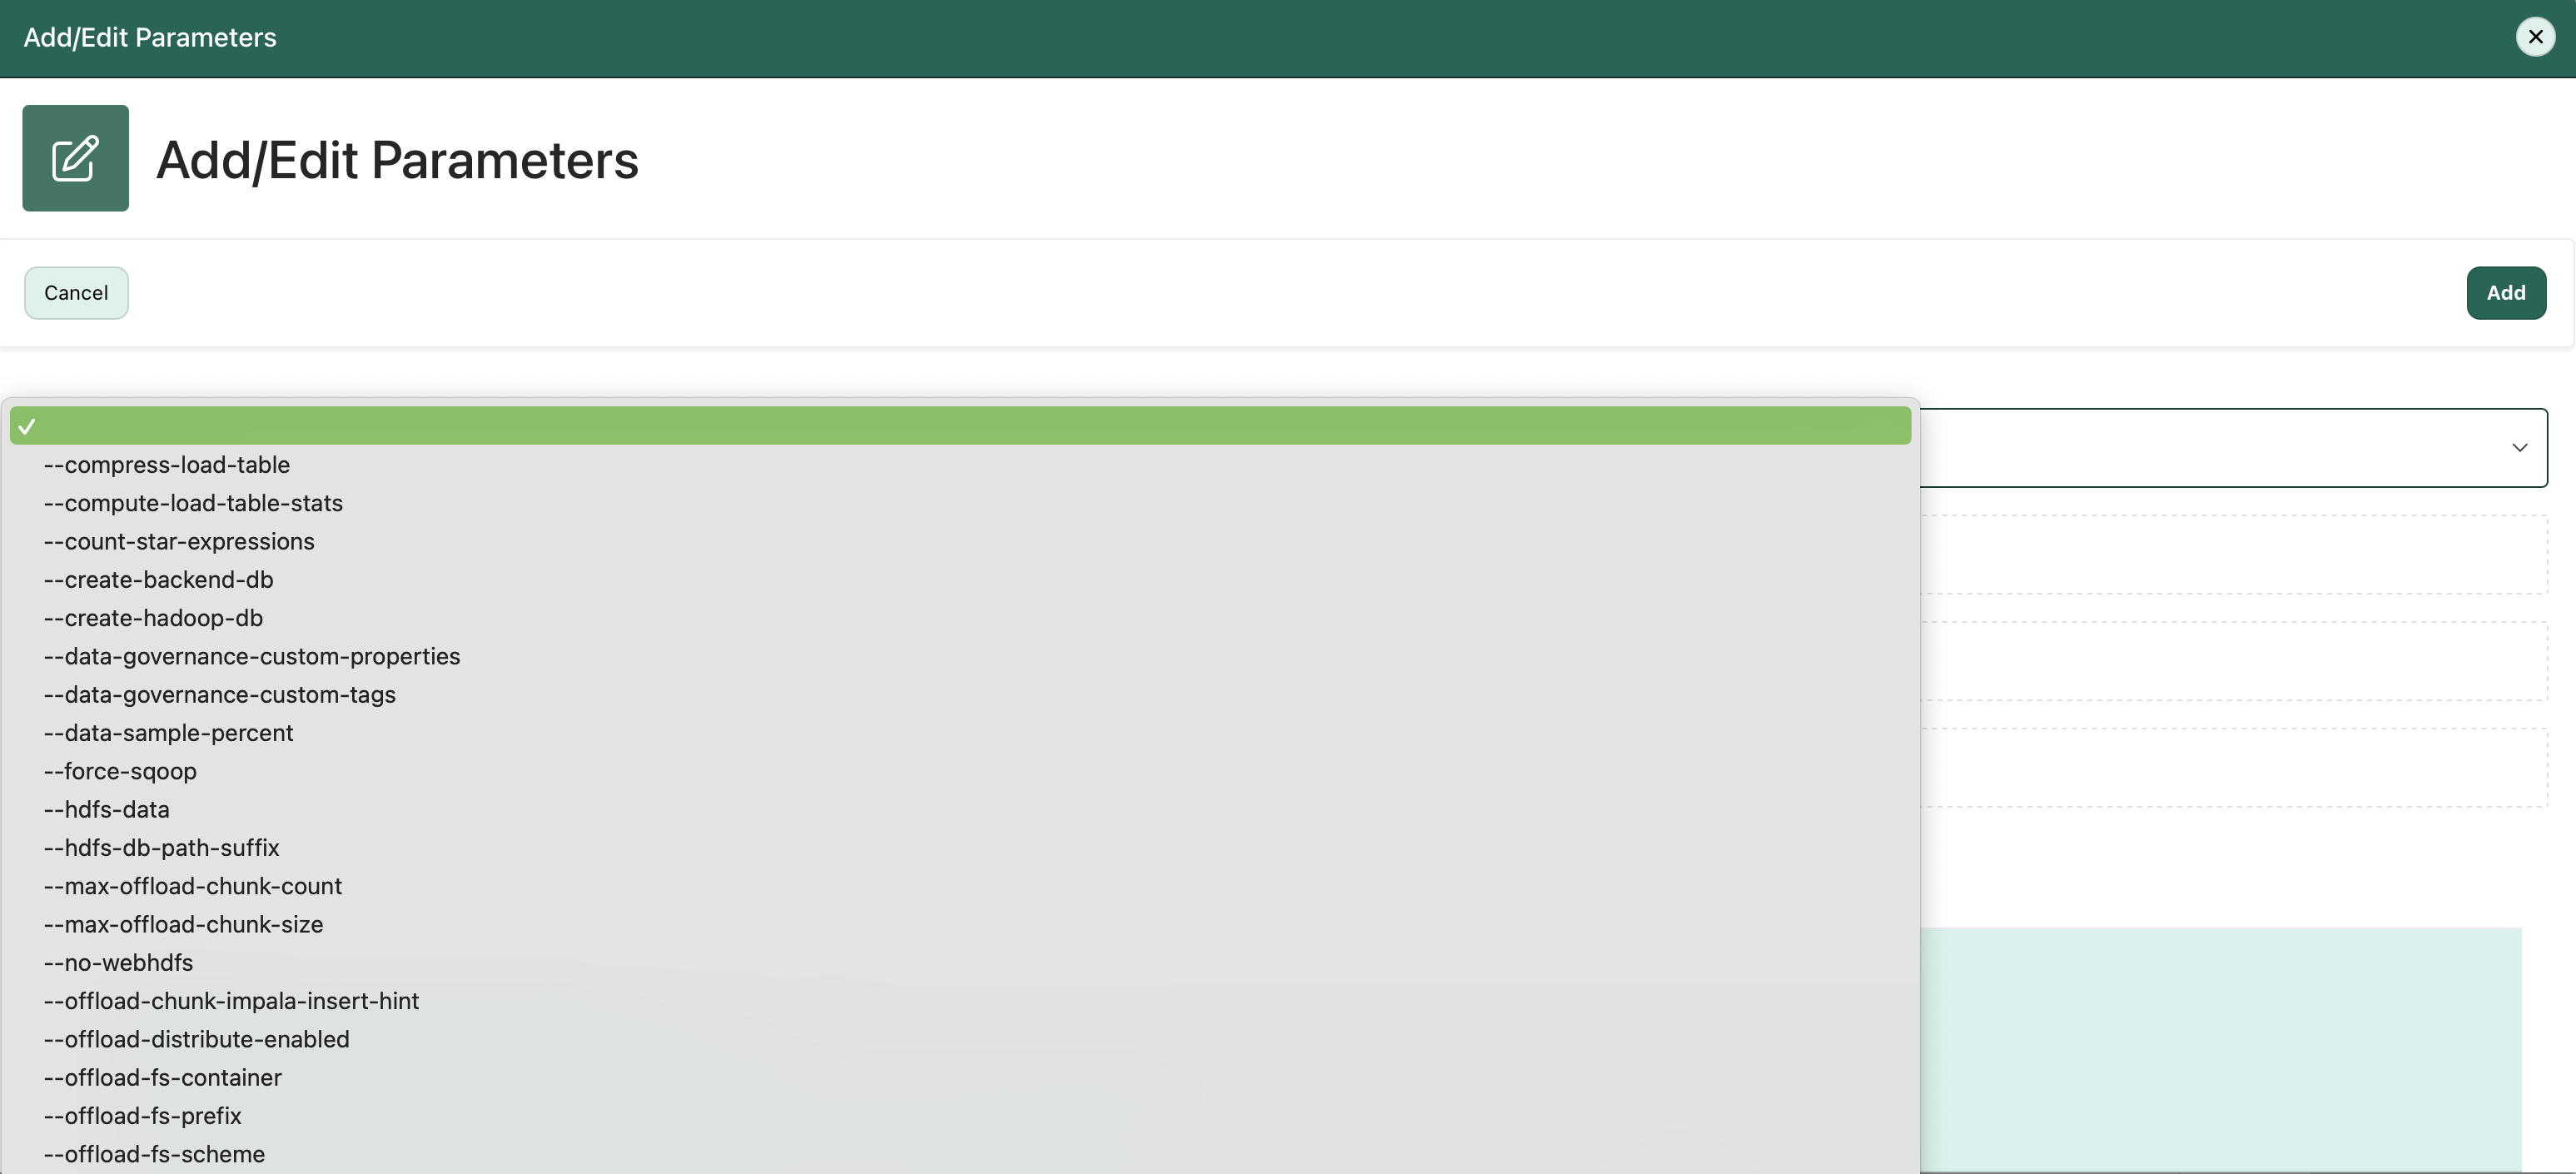 Add/Edit Parameters
Add/Edit Parameters
Cancel
Add
--compress-load-table
--compute-load-table-stats
--count-star-expressions
--create-backend-db
--create-hadoop-db
--data-governance-custom-properties
--data-governance-custom-tags
--data-sample-percent
--force-sqoop
--hdfs-data
--hdfs-db-path-suffix
--max-offload-chunk-count
--max-offload-chunk-size
--no-webhdfs
--offload-chunk-impala-insert-hint
--offload-distribute-enabled
--offload-fs-container
--offload-fs-prefix
--offload-fs-scheme